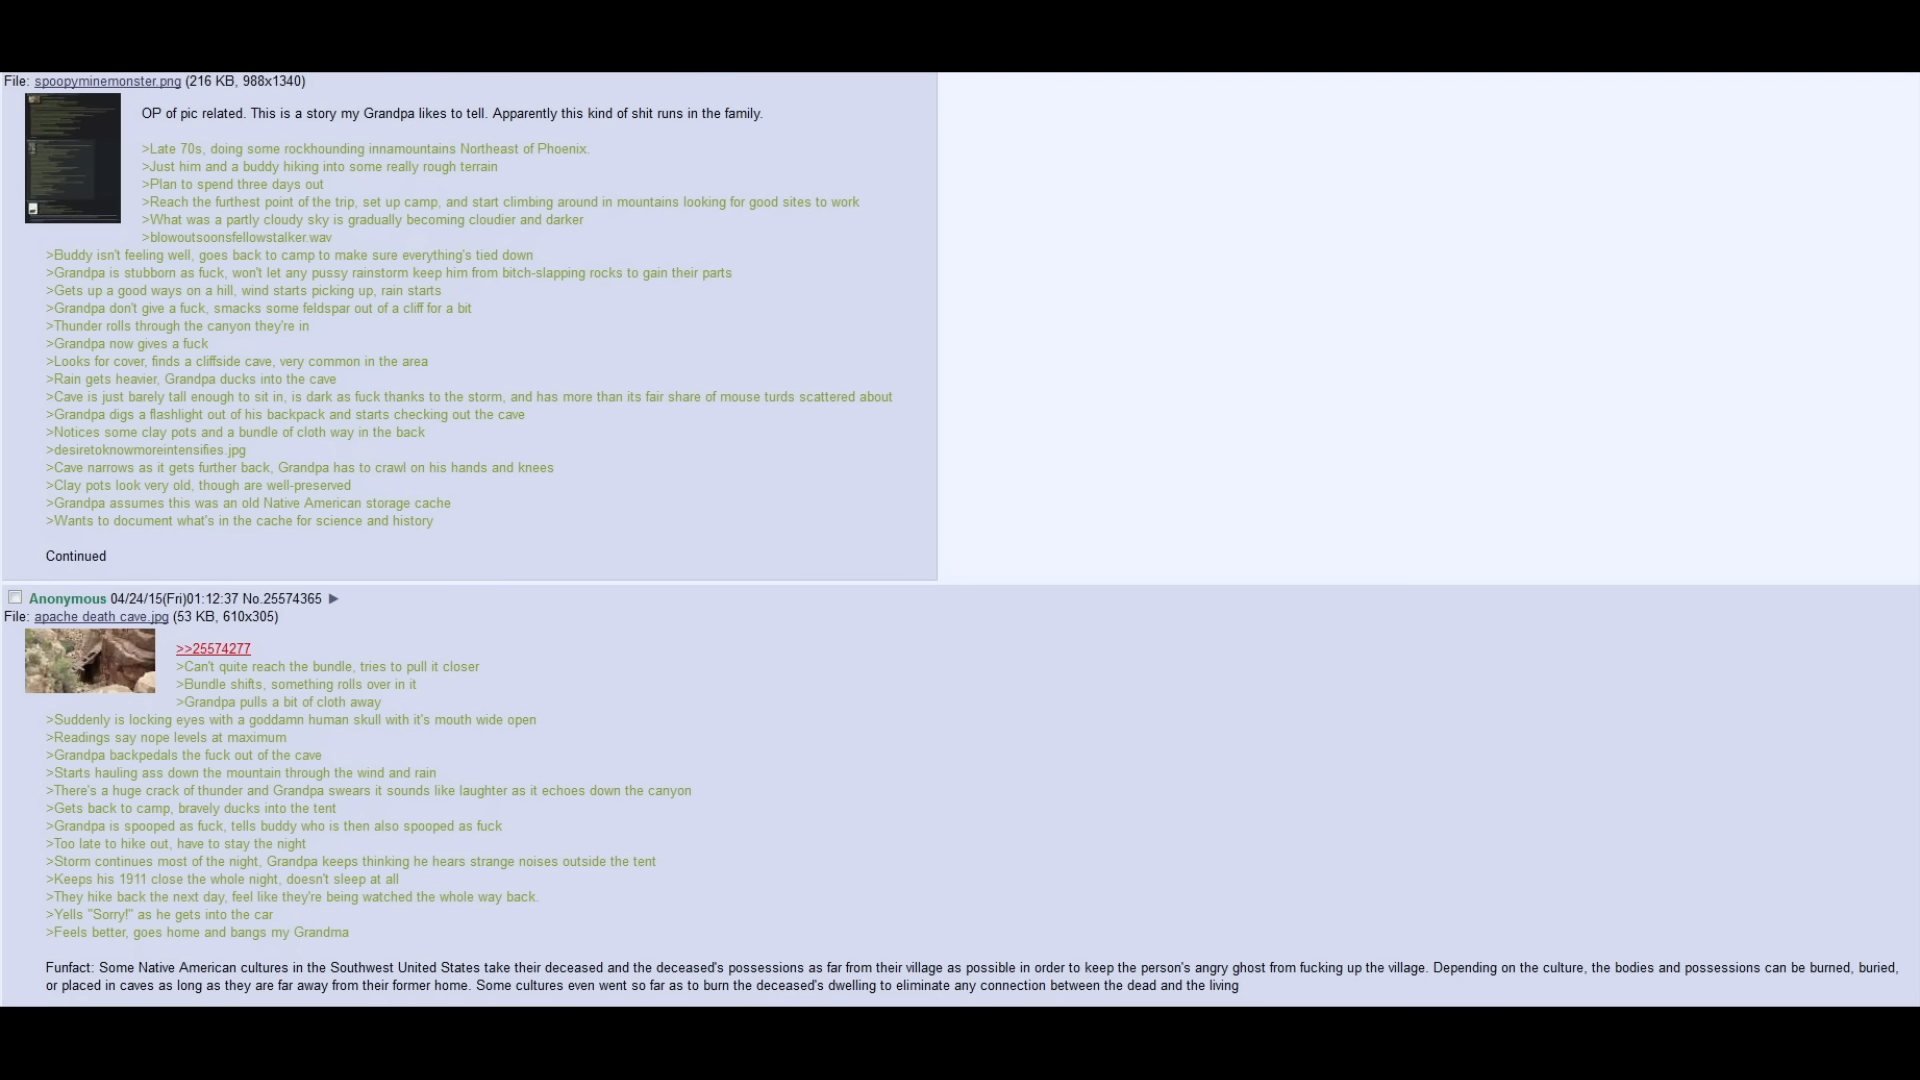 File: spoopyminemonster.png (216 KB, 988x1340)
OP of pic related. This is a story my Grandpa likes to tell. Apparently this kind of shit runs in the family.
>Late 70s, doing some rockhounding innamountains Northeast of Phoenix.
>Just him and a buddy hiking into some really rough terrain
>Plan to spend three days out
>Reach the furthest point of the trip, set up camp, and start climbing around in mountains looking for good sites to work
>What was a partly cloudy sky is gradually becoming cloudier and darker
>blowoutsoonsfellowstalker.wav
>Buddy isn't feeling well, goes back to camp to make sure everything's tied down
>Grandpa is stubborn as fuck, won't let any pussy rainstorm keep him from bitch-slapping rocks to gain their parts
>Gets up a good ways on a hill, wind starts picking up, rain starts
>Grandpa don't give a fuck, smacks some feldspar out of a cliff for a bit
>Thunder rolls through the canyon they're in
>Grandpa now gives a fuck
>Looks for cover, finds a cliffside cave, very common in the area
>Rain gets heavier, Grandpa ducks into the cave
>Cave is just barely tall enough to sit in, is dark as fuck thanks to the storm, and has more than its fair share of mouse turds scattered about
>Grandpa digs a flashlight out of his backpack and starts checking out the cave
>Notices some clay pots and a bundle of cloth way in the back
>desiretoknowmoreintensifies.jpg
>Cave narrows as it gets further back, Grandpa has to crawl on his hands and knees
>Clay pots look very old, though are well-preserved
>Grandpa assumes this was an old Native American storage cache
>Wants to document what's in the cache for science and history
Continued
Anonymous 04/24/15(Fri)01:12:37 No.25574365 ▶
File: apache death cave.jpg (53 KB, 610x305)
>>25574277
>Can't quite reach the bundle, tries to pull it closer
>Bundle shifts, something rolls over in it
>Grandpa pulls a bit of cloth away
>Suddenly is locking eyes with a goddamn human skull with it's mouth wide open
>Readings say nope levels at maximum
>Grandpa backpedals the fuck out of the cave
>Starts hauling ass down the mountain through the wind and rain
>There's a huge crack of thunder and Grandpa swears it sounds like laughter as it echoes down the canyon
>Gets back to camp, bravely ducks into the tent
>Grandpa is spooped as fuck, tells buddy who is then also spooped as fuck
>Too late to hike out, have to stay the night
>Storm continues most of the night, Grandpa keeps thinking he hears strange noises outside the tent
>Keeps his 1911 close the whole night, doesn't sleep at all
>They hike back the next day, feel like they're being watched the whole way back.
>Yells "Sorry!" as he gets into the car
>Feels better, goes home and bangs my Grandma
Funfact: Some Native American cultures in the Southwest United States take their deceased and the deceased's possessions as far from their village as possible in order to keep the person's angry ghost from fucking up the village. Depending on the culture, the bodies and possessions can be burned, buried,
or placed in caves as long as they are far away from their former home. Some cultures even went so far as to burn the deceased's dwelling to eliminate any connection between the dead and the living